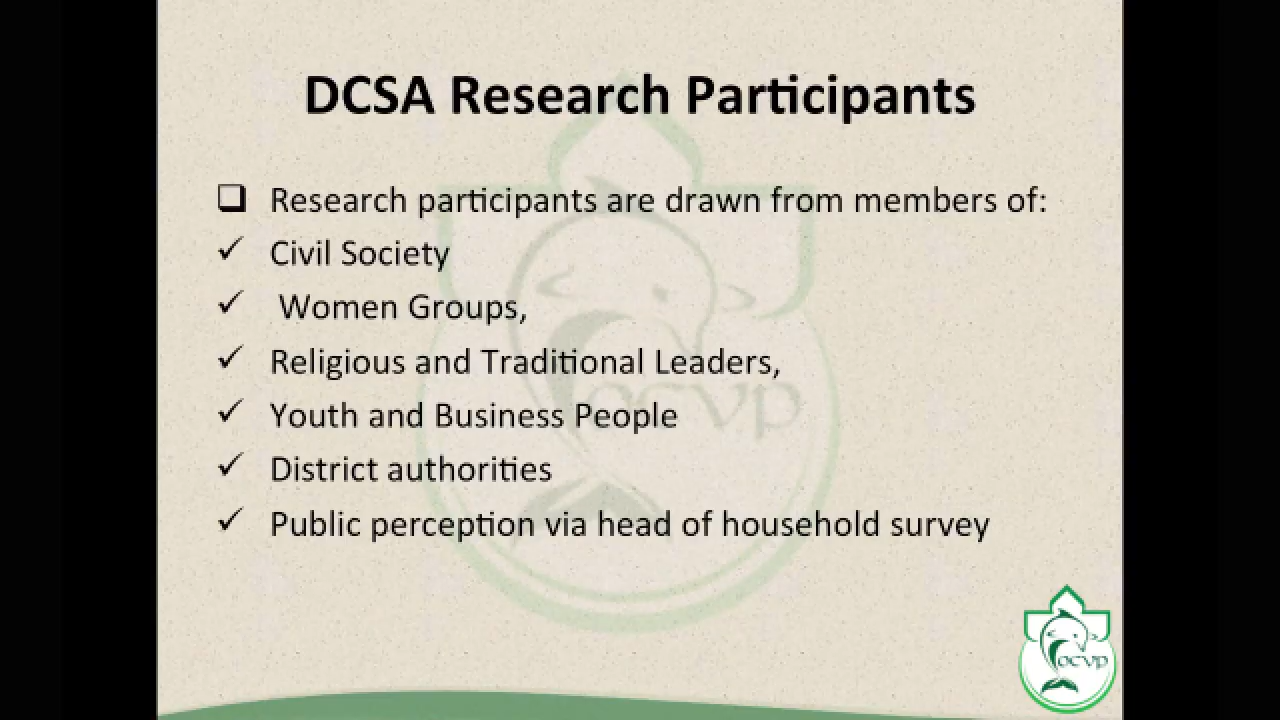 DCSA Research Participants
Research participants are drawn from members of:
Civil Society
Women Groups,
Religious and Traditional Leaders,
Youth and Business People
District authorities
Public perception via head of household survey
ocvp
ocvp